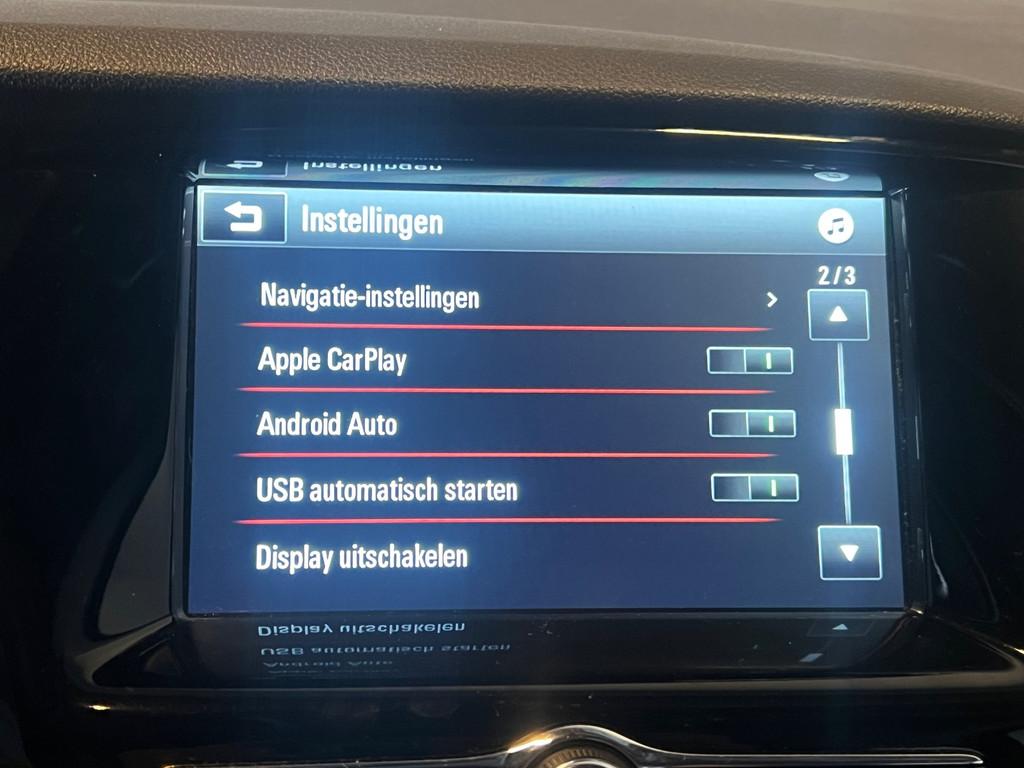 Instellingen
2/3
Navigatie-instellingen
Apple CarPlay
Android Auto
USB automatisch starten
Display uitschakelen